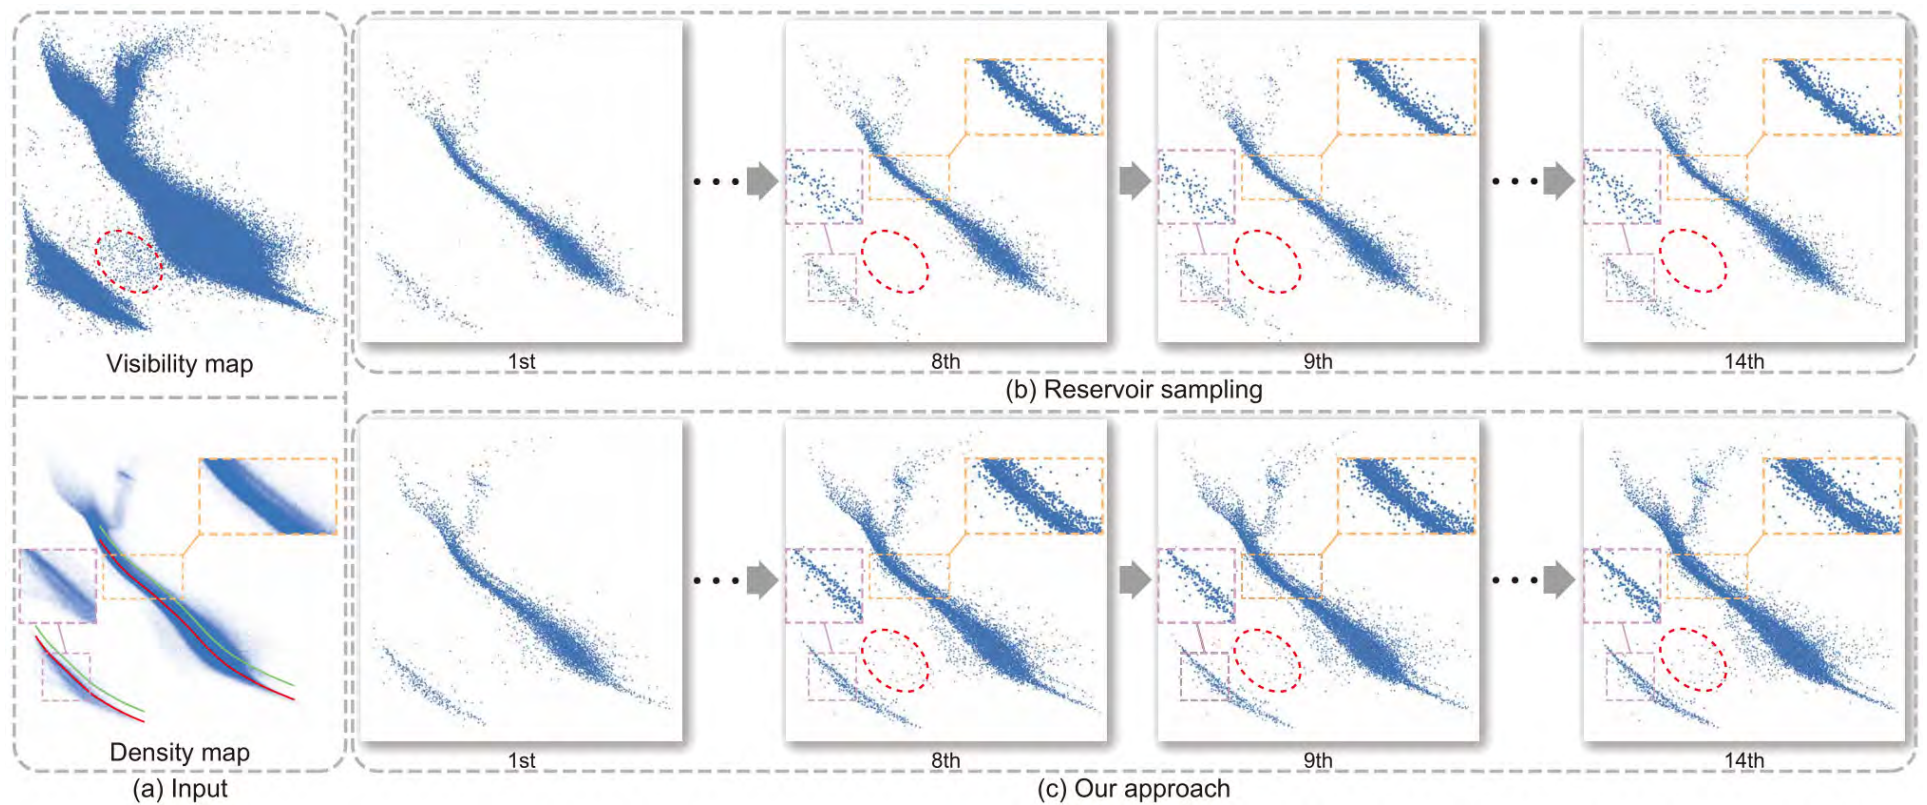 Visibility map
Density map
(a) Input
1st
8th
9th
14th
(b) Reservoir sampling
1st
8th
9th
14th
(c) Our approach